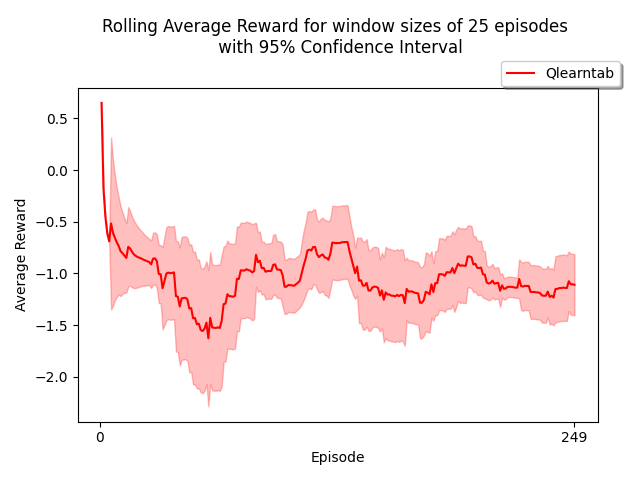 Rolling Average Reward for window sizes of 25 episodes
with 95% Confidence Interval
Qlearntab
0.5
0.0
−0.5
−1.0
−1.5
−2.0
Average Reward
0 249
Episode